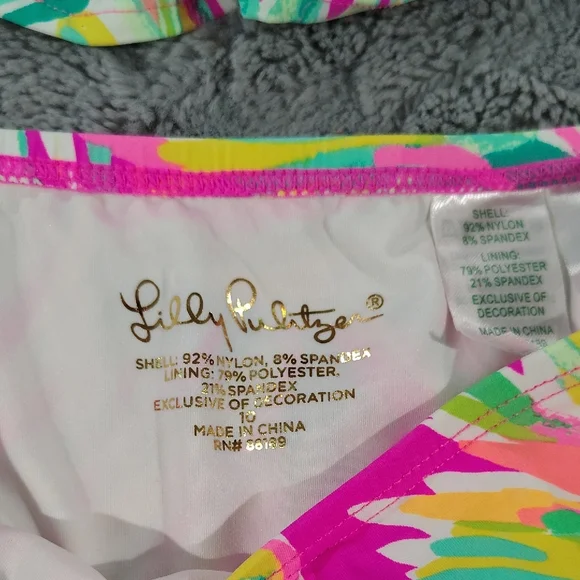 Lilly Pulitzer®
SHELL: 92% NYLON, 8% SPANDEX
LINING: 79% POLYESTER,
21% SPANDEX
EXCLUSIVE OF DECORATION
10
MADE IN CHINA
RN# 66189
SHELL:
92% NYLON
8% SPANDEX
LINING:
79% POLYESTER
21% SPANDEX
EXCLUSIVE OF
DECORATION
MADE IN CHINA